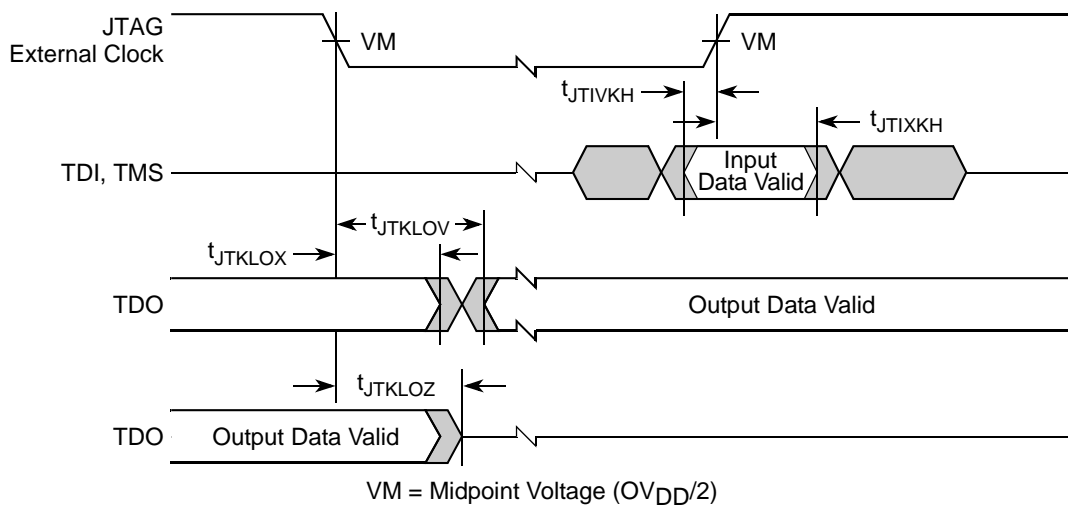 JTAG
External Clock
VM
VM
tJTIVKH
tJTIXKH
TDI, TMS
Input
Data Valid
tJTKLOV
tJTKLOX
TDO
Output Data Valid
tJTKLOZ
TDO
Output Data Valid
VM = Midpoint Voltage (OVDD/2)